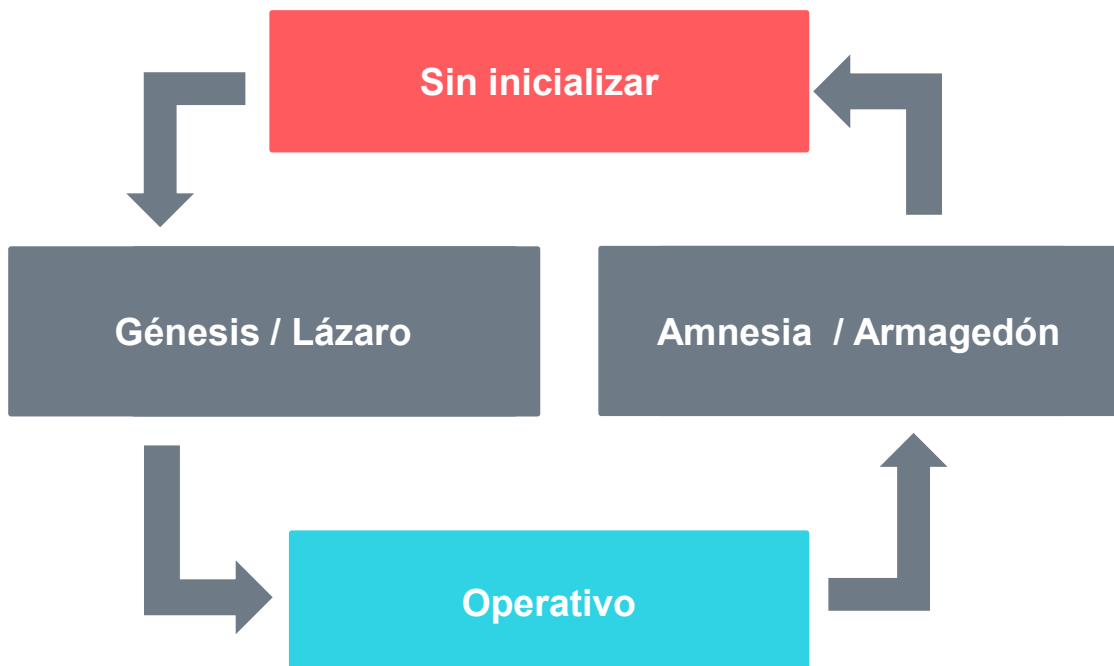 Sin inicializar
Génesis / Lázaro
Amnesia / Armagedón
Operativo